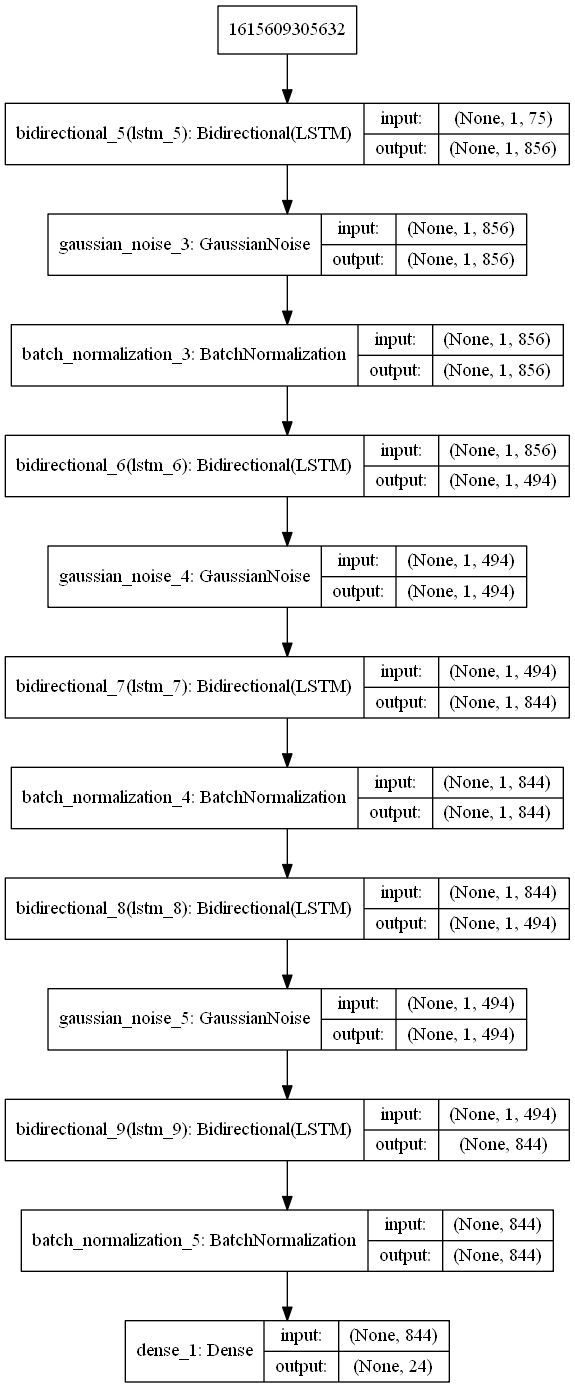 1615609305632
bidirectional_5(lstm_5): Bidirectional(LSTM)
input: (None, 1, 75)
output: (None, 1, 856)
gaussian_noise_3: GaussianNoise
input: (None, 1, 856)
output: (None, 1, 856)
batch_normalization_3: BatchNormalization
input: (None, 1, 856)
output: (None, 1, 856)
bidirectional_6(lstm_6): Bidirectional(LSTM)
input: (None, 1, 856)
output: (None, 1, 494)
gaussian_noise_4: GaussianNoise
input: (None, 1, 494)
output: (None, 1, 494)
bidirectional_7(lstm_7): Bidirectional(LSTM)
input: (None, 1, 494)
output: (None, 1, 844)
batch_normalization_4: BatchNormalization
input: (None, 1, 844)
output: (None, 1, 844)
bidirectional_8(lstm_8): Bidirectional(LSTM)
input: (None, 1, 844)
output: (None, 1, 494)
gaussian_noise_5: GaussianNoise
input: (None, 1, 494)
output: (None, 1, 494)
bidirectional_9(lstm_9): Bidirectional(LSTM)
input: (None, 1, 494)
output: (None, 844)
batch_normalization_5: BatchNormalization
input: (None, 844)
output: (None, 844)
dense_1: Dense
input: (None, 844)
output: (None, 24)